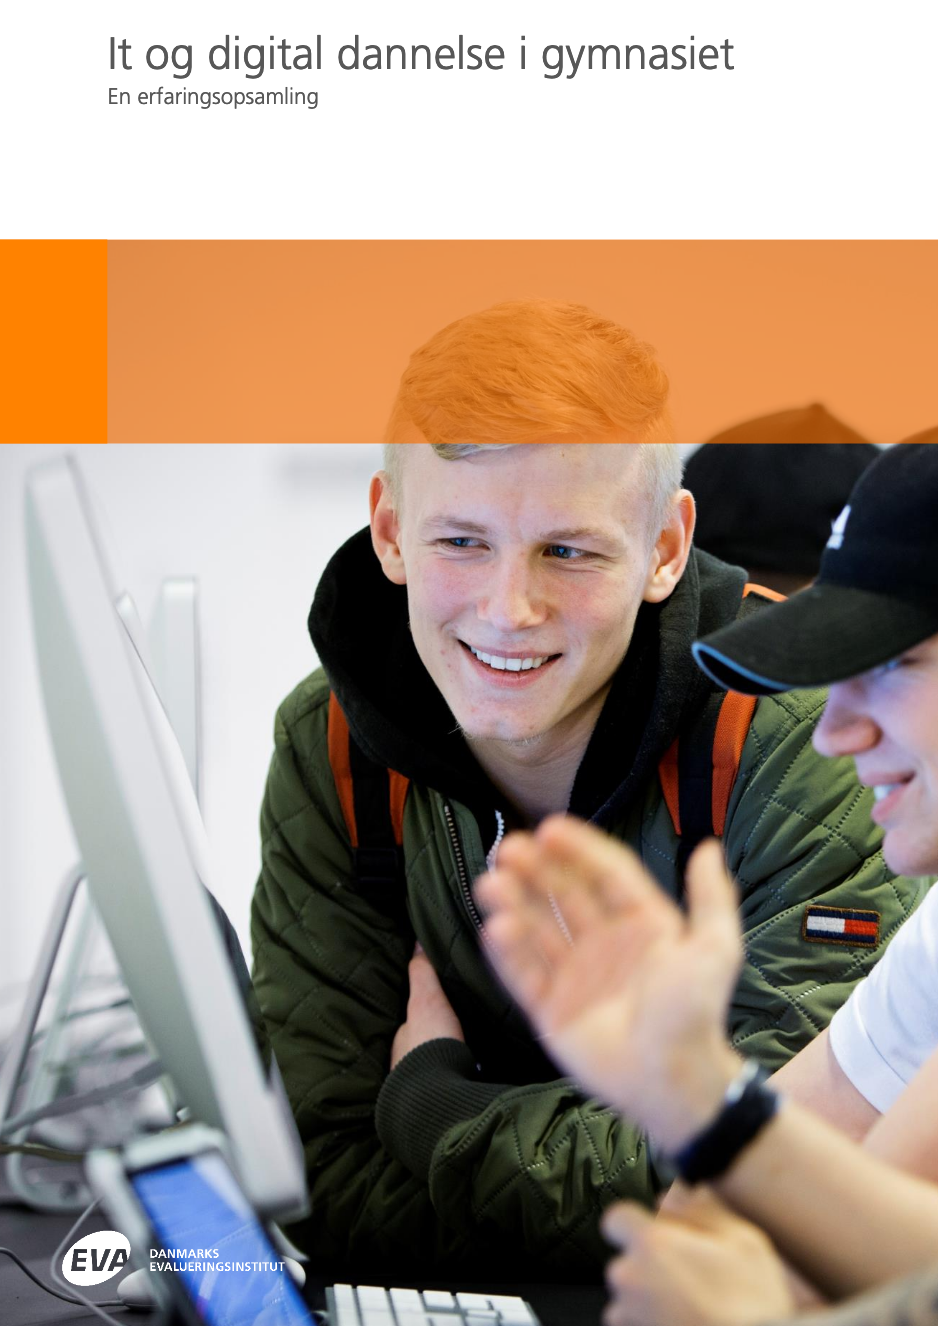 It og digital dannelse i gymnasiet
En erfaringsopsamling
EVA
DANMARKS
EVALUERINGSINSTITUT